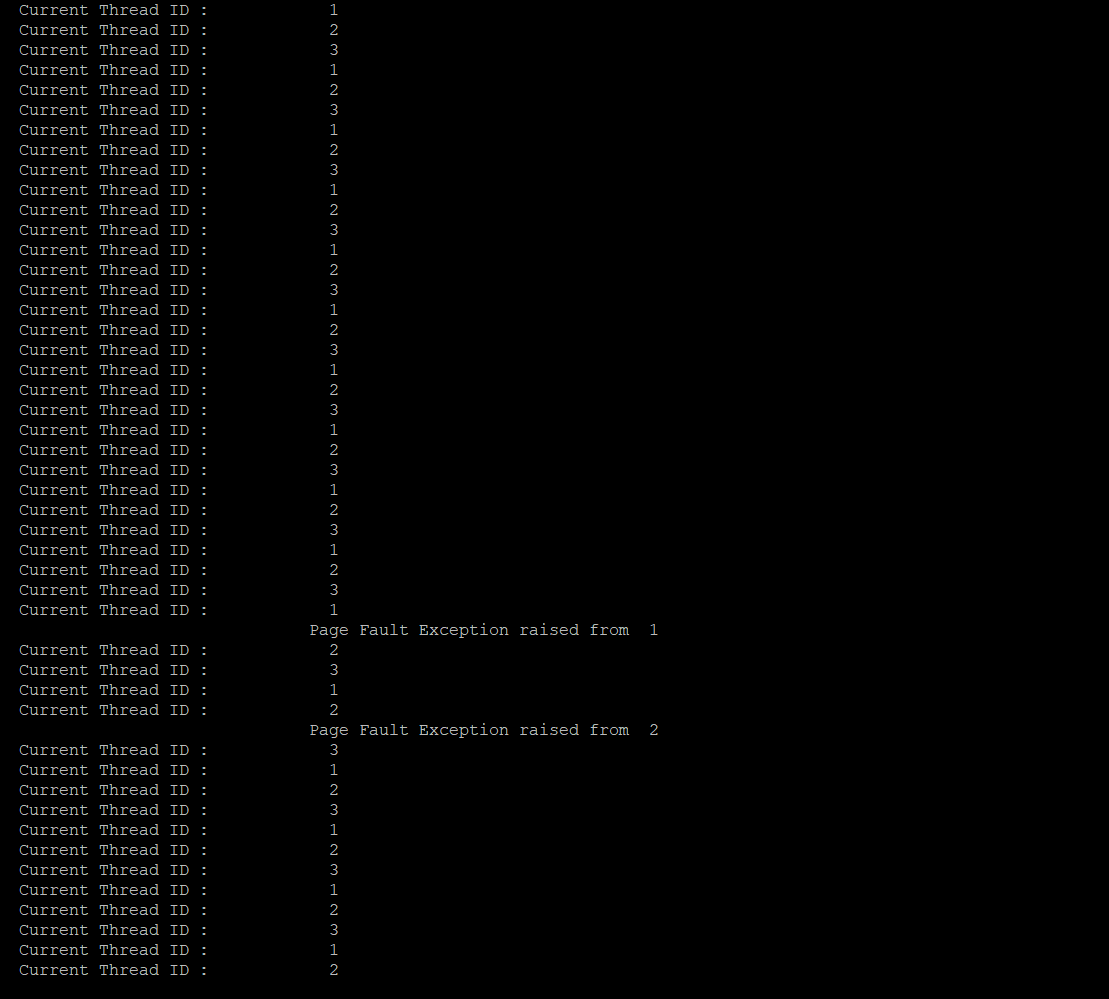 Current Thread ID : 1
Current Thread ID : 2
Current Thread ID : 3
Current Thread ID : 1
Current Thread ID : 2
Current Thread ID : 3
Current Thread ID : 1
Current Thread ID : 2
Current Thread ID : 3
Current Thread ID : 1
Current Thread ID : 2
Current Thread ID : 3
Current Thread ID : 1
Current Thread ID : 2
Current Thread ID : 3
Current Thread ID : 1
Current Thread ID : 2
Current Thread ID : 3
Current Thread ID : 1
Current Thread ID : 2
Current Thread ID : 3
Current Thread ID : 1
Current Thread ID : 2
Current Thread ID : 3
Current Thread ID : 1
Current Thread ID : 2
Current Thread ID : 3
Current Thread ID : 1
Current Thread ID : 2
Current Thread ID : 3
Current Thread ID : 1
Page Fault Exception raised from 1
Current Thread ID : 2
Current Thread ID : 3
Current Thread ID : 1
Current Thread ID : 2
Page Fault Exception raised from 2
Current Thread ID : 3
Current Thread ID : 1
Current Thread ID : 2
Current Thread ID : 3
Current Thread ID : 1
Current Thread ID : 2
Current Thread ID : 3
Current Thread ID : 1
Current Thread ID : 2
Current Thread ID : 3
Current Thread ID : 1
Current Thread ID : 2